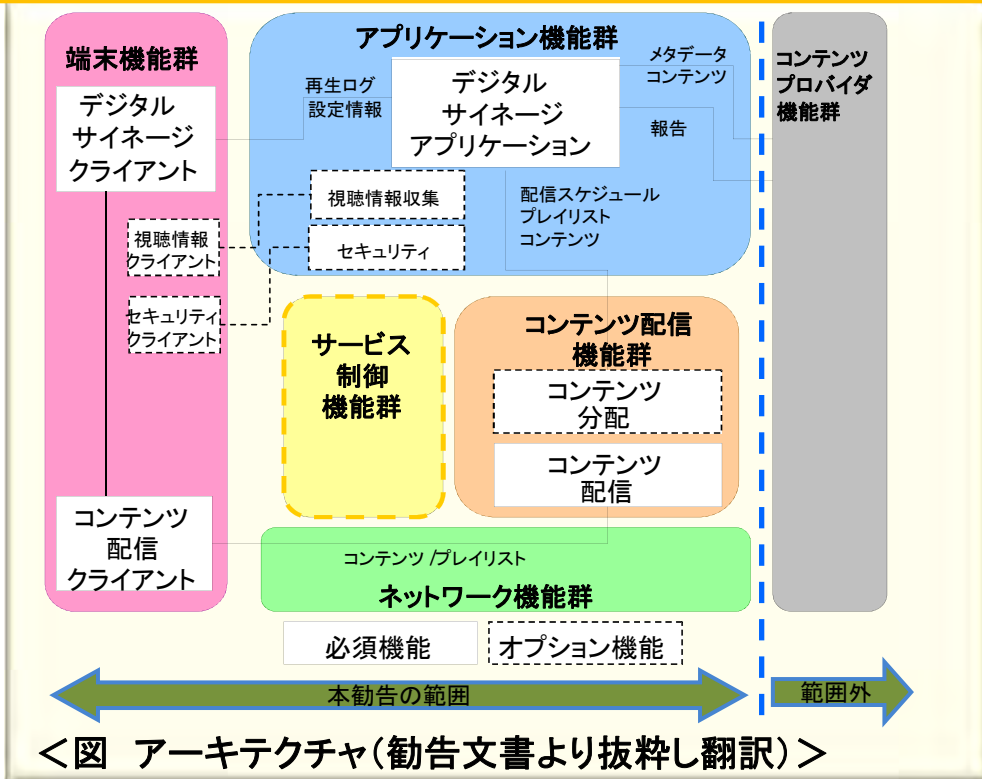 端末機能群
デジタル
サイネージ
クライアント
視聴情報
クライアント
セキュリティ
クライアント
コンテンツ
配信
クライアント
アプリケーション機能群
再生ログ
設定情報
デジタル
サイネージ
アプリケーション
メタデータ
コンテンツ
報告
視聴情報収集
セキュリティ
配信スケジュール
プレイリスト
コンテンツ
コンテンツ
プロバイダ
機能群
サービス
制御
機能群
コンテンツ配信
機能群
コンテンツ
分配
コンテンツ
配信
コンテンツ /プレイリスト
ネットワーク機能群
必須機能
オプション機能
本勧告の範囲
範囲外
＜図　アーキテクチャ（勧告文書より抜粋し翻訳）＞